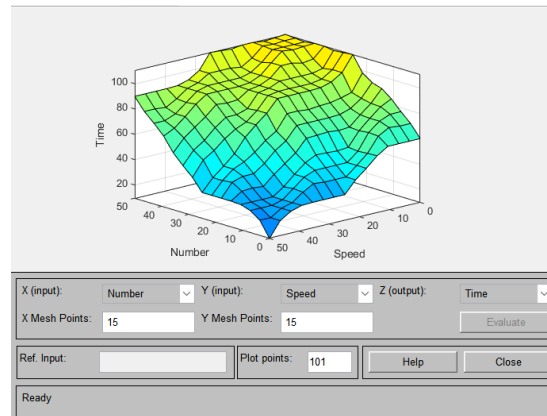 100
80
60
40
20
Time
50
40
30
20
10
0
Number
50
40
30
20
10
0
Speed
X (input): Number Y (input): Speed Z (output): Time
X Mesh Points: 15 Y Mesh Points: 15 Evaluate
Ref. Input: Plot points: 101 Help Close
Ready